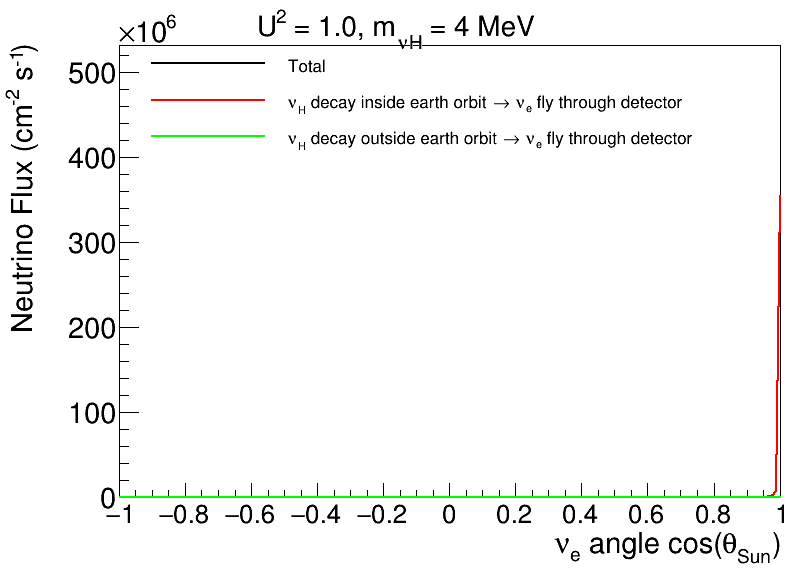 ×10⁶
U² = 1.0, m_νH = 4 MeV
Total
ν_H decay inside earth orbit → ν_e fly through detector
ν_H decay outside earth orbit → ν_e fly through detector
Neutrino Flux (cm⁻² s⁻¹)
500
400
300
200
100
0
−1 −0.8 −0.6 −0.4 −0.2 0 0.2 0.4 0.6 0.8 1
ν_e angle cos(θ_Sun)